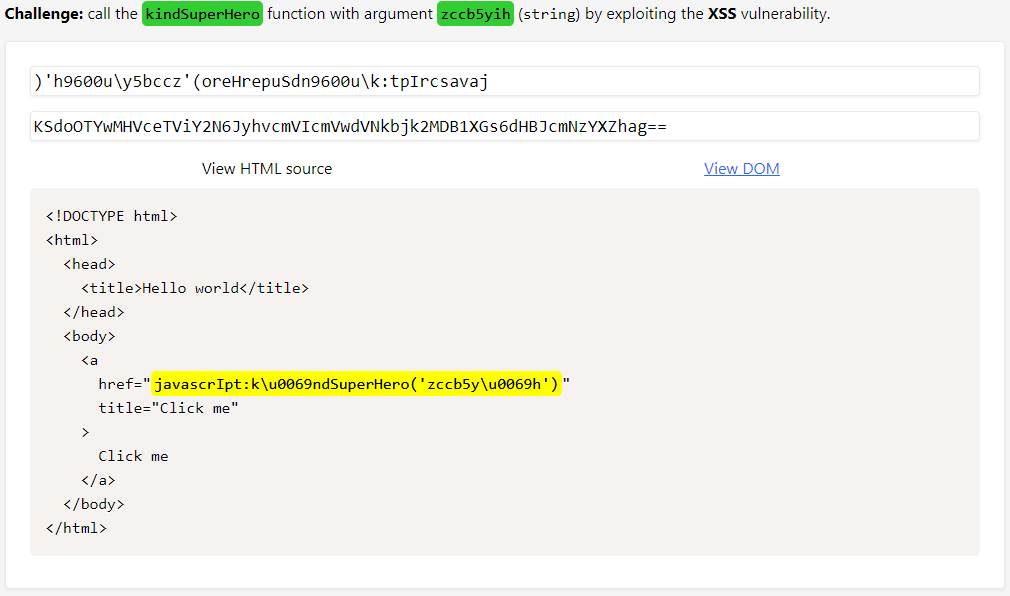 Challenge: call the kindSuperHero function with argument zccb5yih (string) by exploiting the XSS vulnerability.
)'h9600u\y5bccz'(oreHrepuSdn9600u\k:tpIrcsavaj
KSdoOTYwMHVceTViY2N6JyhvcmVIcmVwdVNkbjk2MDB1XGs6dHBJcmNzYXZhag==
View HTML source
View DOM
<!DOCTYPE html>
<html>
<head>
<title>Hello world</title>
</head>
<body>
<a
href="javascrIpt:k\u0069ndSuperHero('zccb5y\u0069h')"
title="Click me"
>
Click me
</a>
</body>
</html>